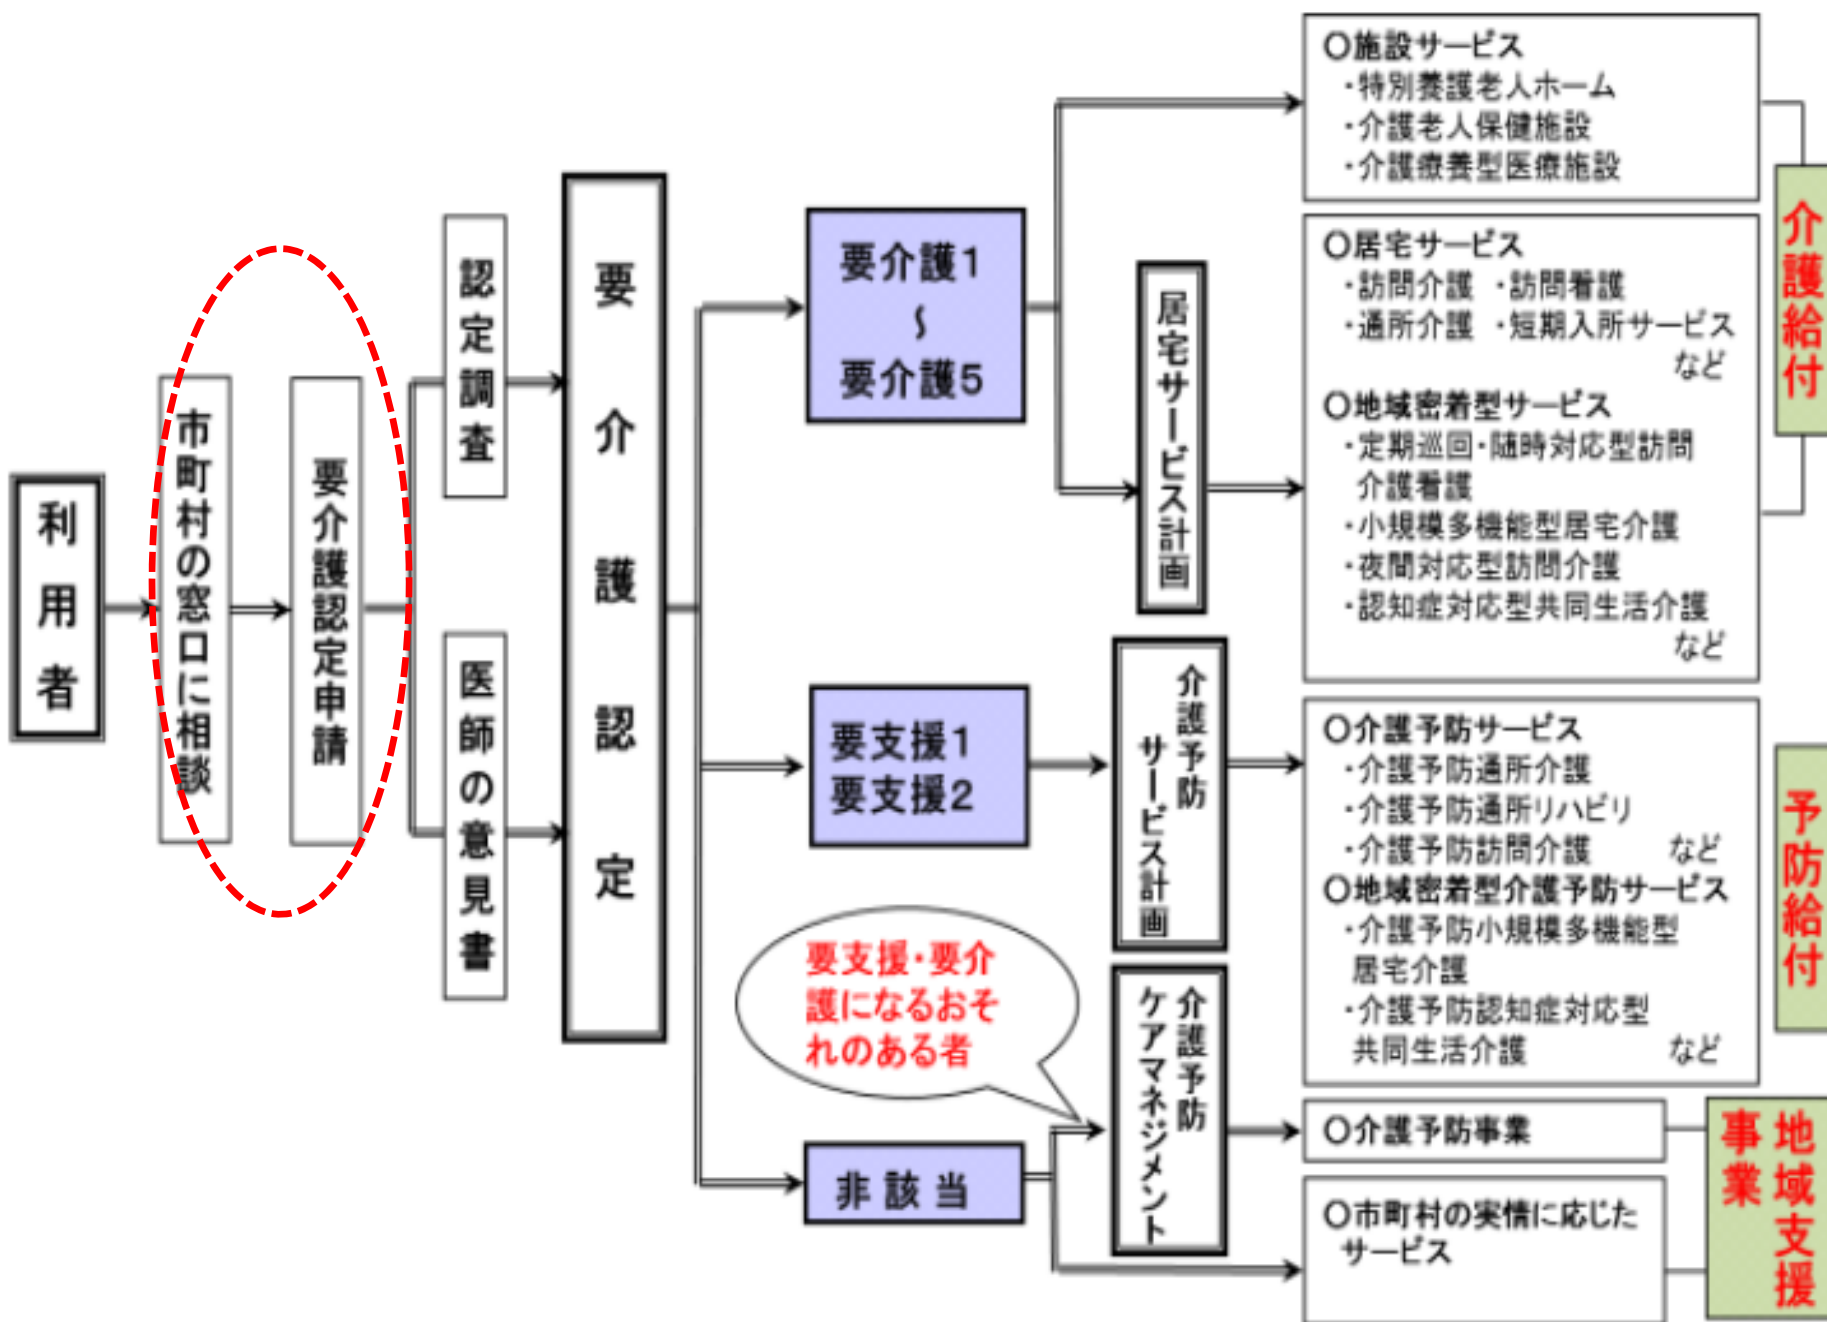 利用者
市町村の窓口に相談
要介護認定申請
認定調査
医師の意見書
要介護認定
要介護1
〜
要介護5
要支援1
要支援2
非該当
要支援・要介
護になるおそ
れのある者
居宅サービス計画
介護予防
サービス計画
介護予防
ケアマネジメント
〇施設サービス
・特別養護老人ホーム
・介護老人保健施設
・介護療養型医療施設
〇居宅サービス
・訪問介護 ・訪問看護
・通所介護 ・短期入所サービス
など
〇地域密着型サービス
・定期巡回・随時対応型訪問
介護看護
・小規模多機能型居宅介護
・夜間対応型訪問介護
・認知症対応型共同生活介護
など
〇介護予防サービス
・介護予防通所介護
・介護予防通所リハビリ
・介護予防訪問介護 など
〇地域密着型介護予防サービス
・介護予防小規模多機能型
居宅介護
・介護予防認知症対応型
共同生活介護 など
〇介護予防事業
〇市町村の実情に応じた
サービス
介護給付
予防給付
地域支援
事業